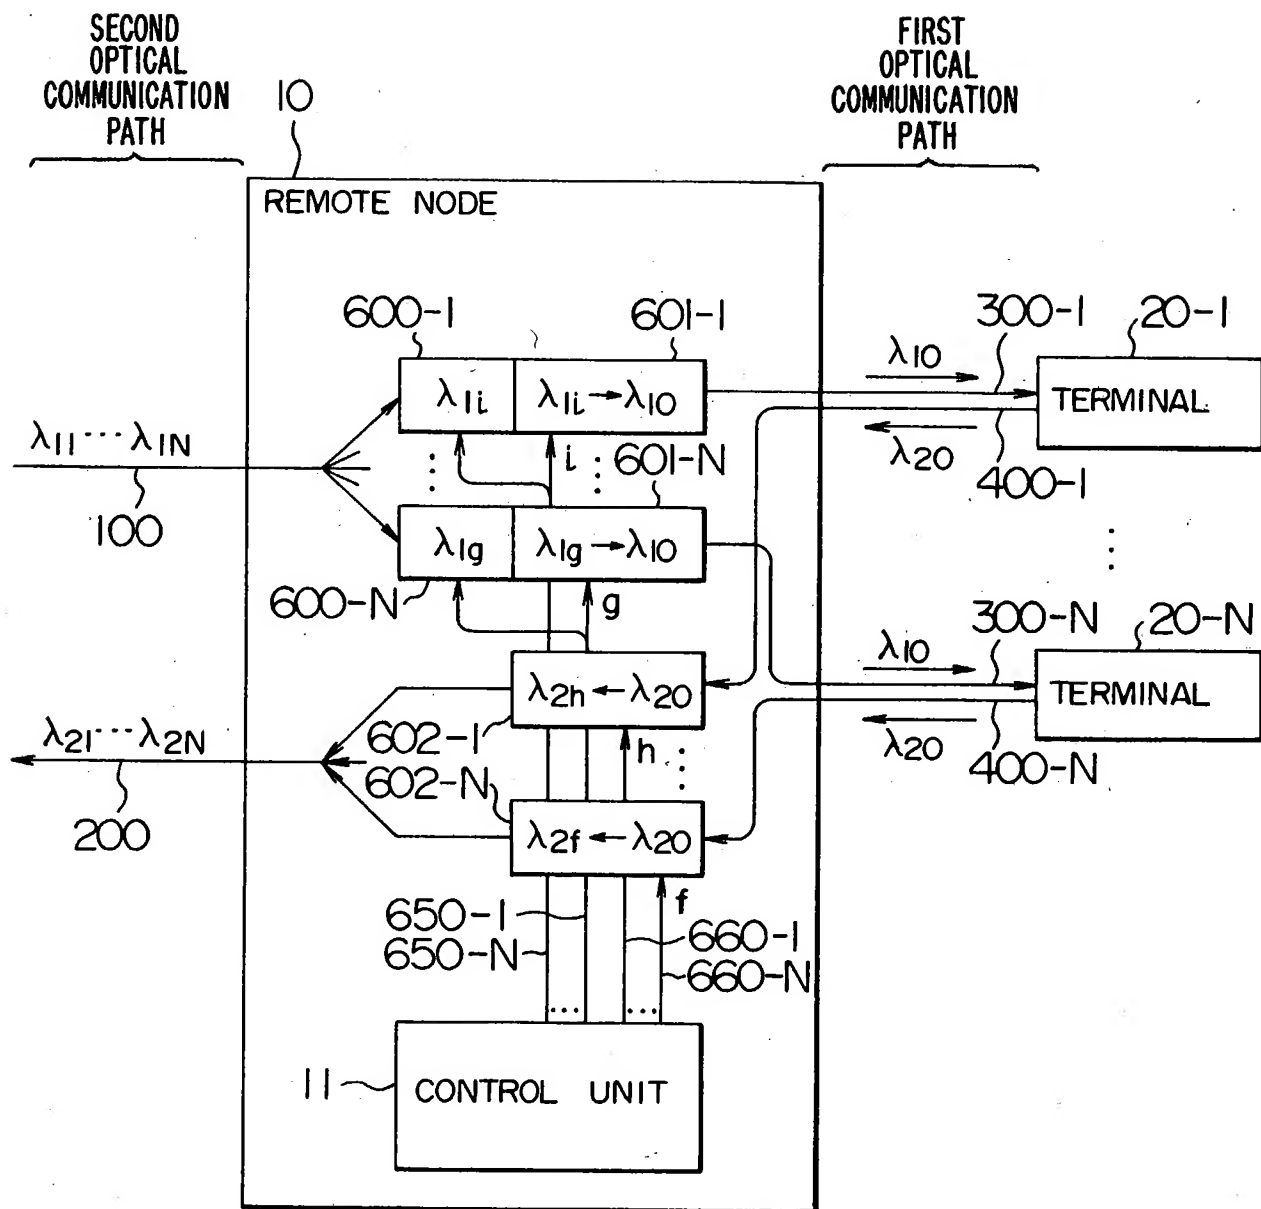 SECOND
OPTICAL
COMMUNICATION
PATH
FIRST
OPTICAL
COMMUNICATION
PATH
10
REMOTE NODE
600-1
601-1
300-1
20-1
λ1i
λ1i→λ10
λ10
TERMINAL
λ20
400-1
λ11···λ1N
100
i
601-N
λ1g
λ1g→λ10
600-N
g
300-N
20-N
λ10
TERMINAL
λ20
400-N
λ2h←λ20
602-1
h
λ21···λ2N
200
602-N
λ2f←λ20
f
650-1
650-N
660-1
660-N
11
CONTROL UNIT